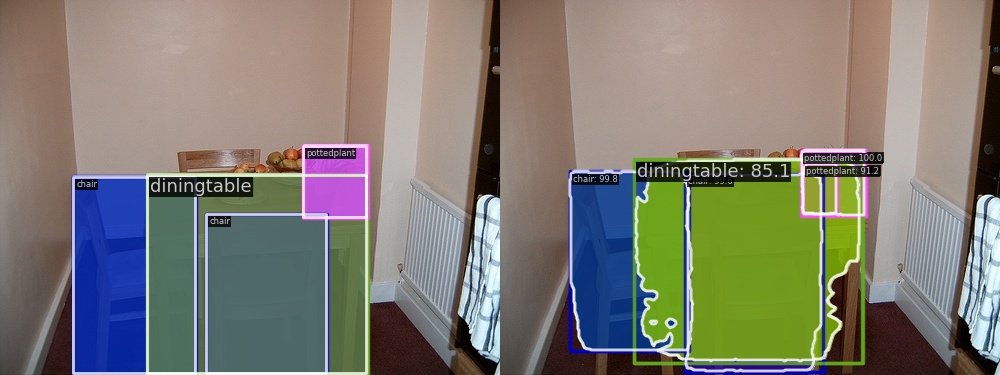 pottedplant
chair
diningtable
chair
pottedplant: 100.0
diningtable: 85.1
pottedplant: 91.2
chair: 99.8